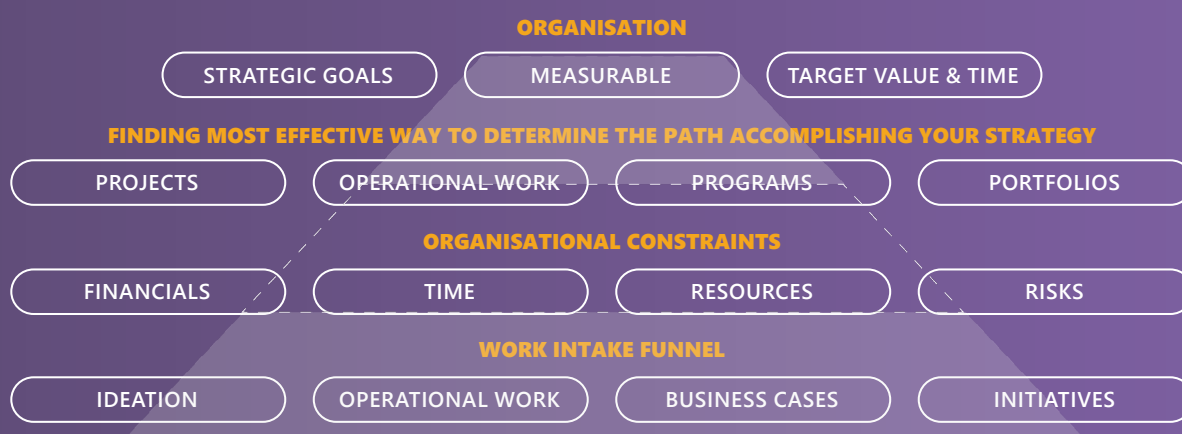 ORGANISATION
STRATEGIC GOALS MEASURABLE TARGET VALUE & TIME
FINDING MOST EFFECTIVE WAY TO DETERMINE THE PATH ACCOMPLISHING YOUR STRATEGY
PROJECTS OPERATIONAL WORK PROGRAMS PORTFOLIOS
ORGANISATIONAL CONSTRAINTS
FINANCIALS TIME RESOURCES RISKS
WORK INTAKE FUNNEL
IDEATION OPERATIONAL WORK BUSINESS CASES INITIATIVES